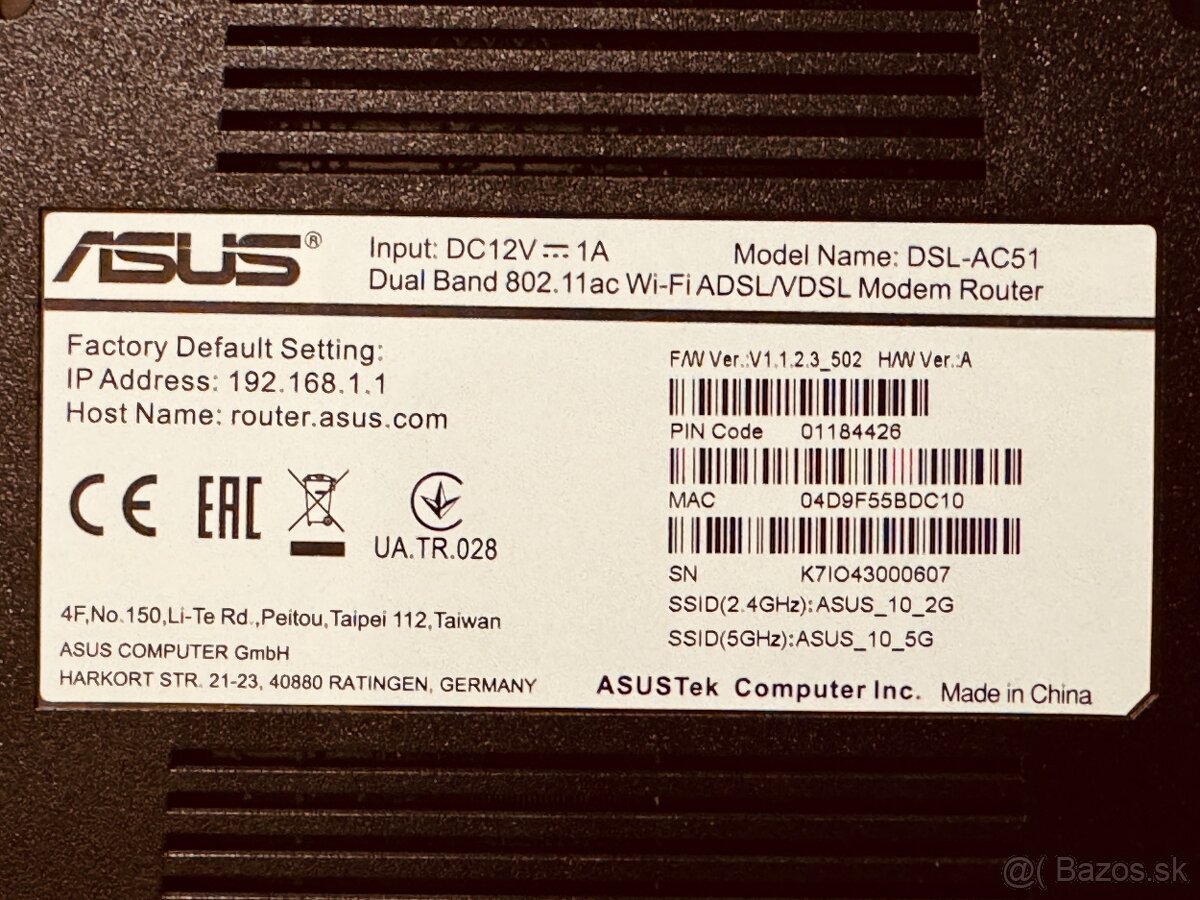 ASUS®
Input: DC12V ⎓ 1A
Model Name: DSL-AC51
Dual Band 802.11ac Wi-Fi ADSL/VDSL Modem Router
Factory Default Setting:
IP Address: 192.168.1.1
Host Name: router.asus.com
F/W Ver.:V1.1.2.3_502 H/W Ver.:A
PIN Code 01184426
MAC 04D9F55BDC10
SN K7IO43000607
SSID(2.4GHz):ASUS_10_2G
SSID(5GHz):ASUS_10_5G
CE EAC
UA.TR.028
4F,No.150,Li-Te Rd.,Peitou,Taipei 112,Taiwan
ASUS COMPUTER GmbH
HARKORT STR. 21-23, 40880 RATINGEN, GERMANY
ASUSTek Computer Inc. Made in China
@( Bazos.sk